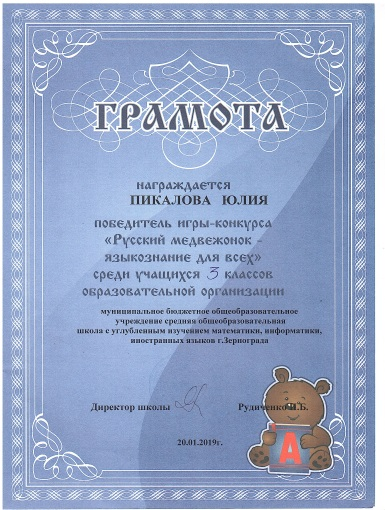 ГРАМОТА
награждается
ПИКАЛОВА ЮЛИЯ
победитель игры-конкурса
«Русский медвежонок -
языкознание для всех»
среди учащихся 3 классов
образовательной организации
муниципальное бюджетное общеобразовательное
учреждение средняя общеобразовательная
школа с углубленным изучением математики, информатики,
иностранных языков г.Зернограда
Директор школы Рудиченко Н.Б.
А
20.01.2019г.